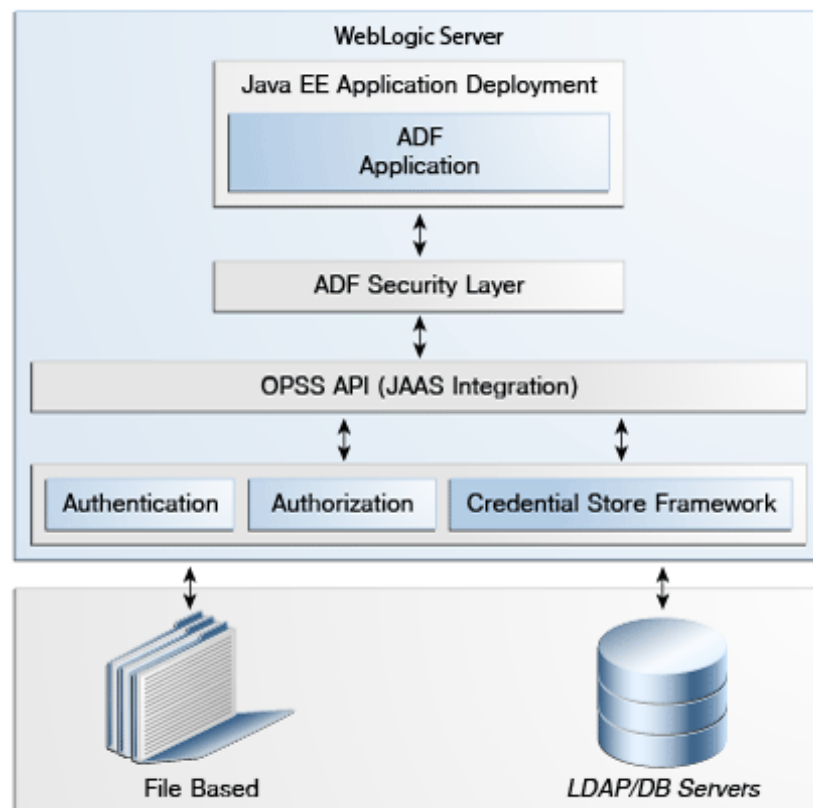 WebLogic Server
Java EE Application Deployment
ADF
Application
ADF Security Layer
OPSS API (JAAS Integration)
Authentication
Authorization
Credential Store Framework
File Based
LDAP/DB Servers